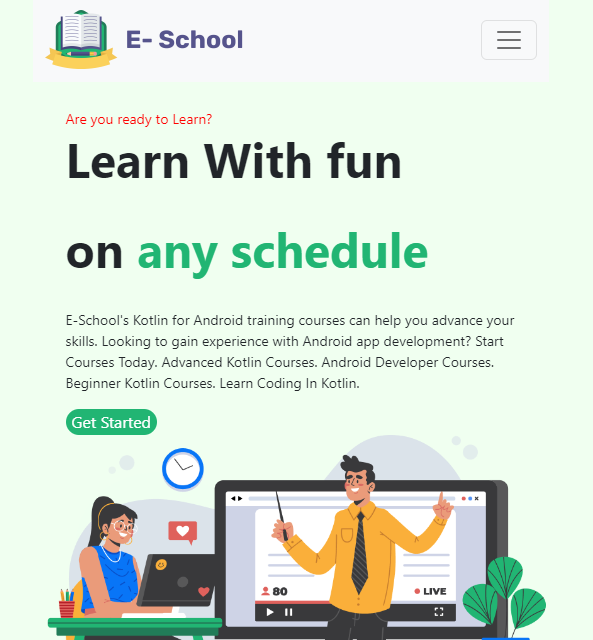 E- School
Are you ready to Learn?
Learn With fun
on any schedule
E-School's Kotlin for Android training courses can help you advance your
skills. Looking to gain experience with Android app development? Start
Courses Today. Advanced Kotlin Courses. Android Developer Courses.
Beginner Kotlin Courses. Learn Coding In Kotlin.
Get Started
80
LIVE